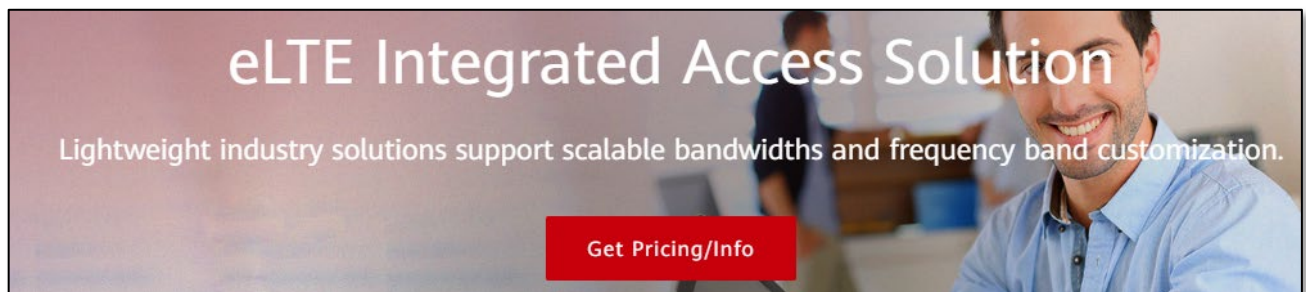 eLTE Integrated Access Solution
Lightweight industry solutions support scalable bandwidths and frequency band customization.
Get Pricing/Info